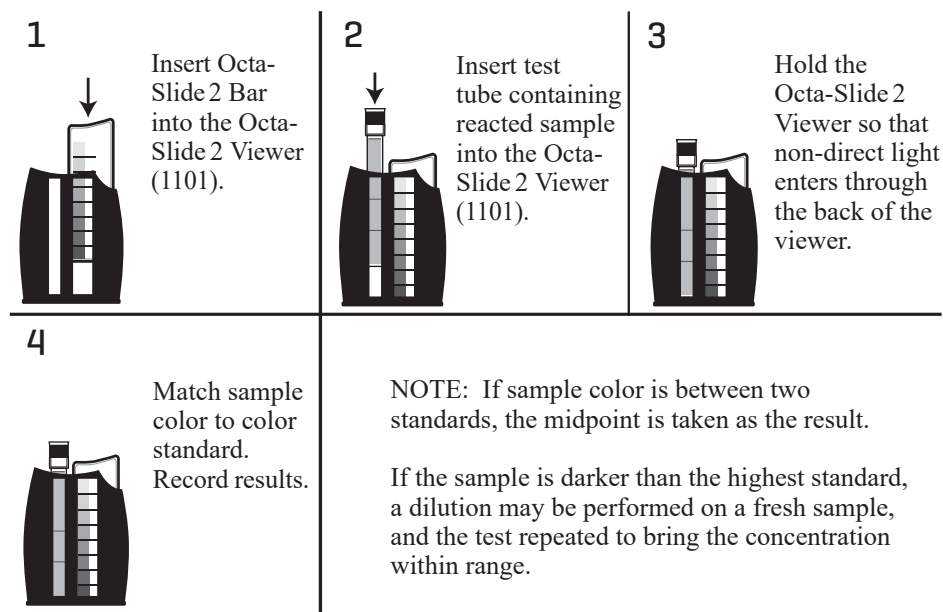 1
Insert Octa-
Slide 2 Bar
into the Octa-
Slide 2 Viewer
(1101).
2
Insert test
tube containing
reacted sample
into the Octa-
Slide 2 Viewer
(1101).
3
Hold the
Octa-Slide 2
Viewer so that
non-direct light
enters through
the back of the
viewer.
4
Match sample
color to color
standard.
Record results.
NOTE: If sample color is between two
standards, the midpoint is taken as the result.
If the sample is darker than the highest standard,
a dilution may be performed on a fresh sample,
and the test repeated to bring the concentration
within range.